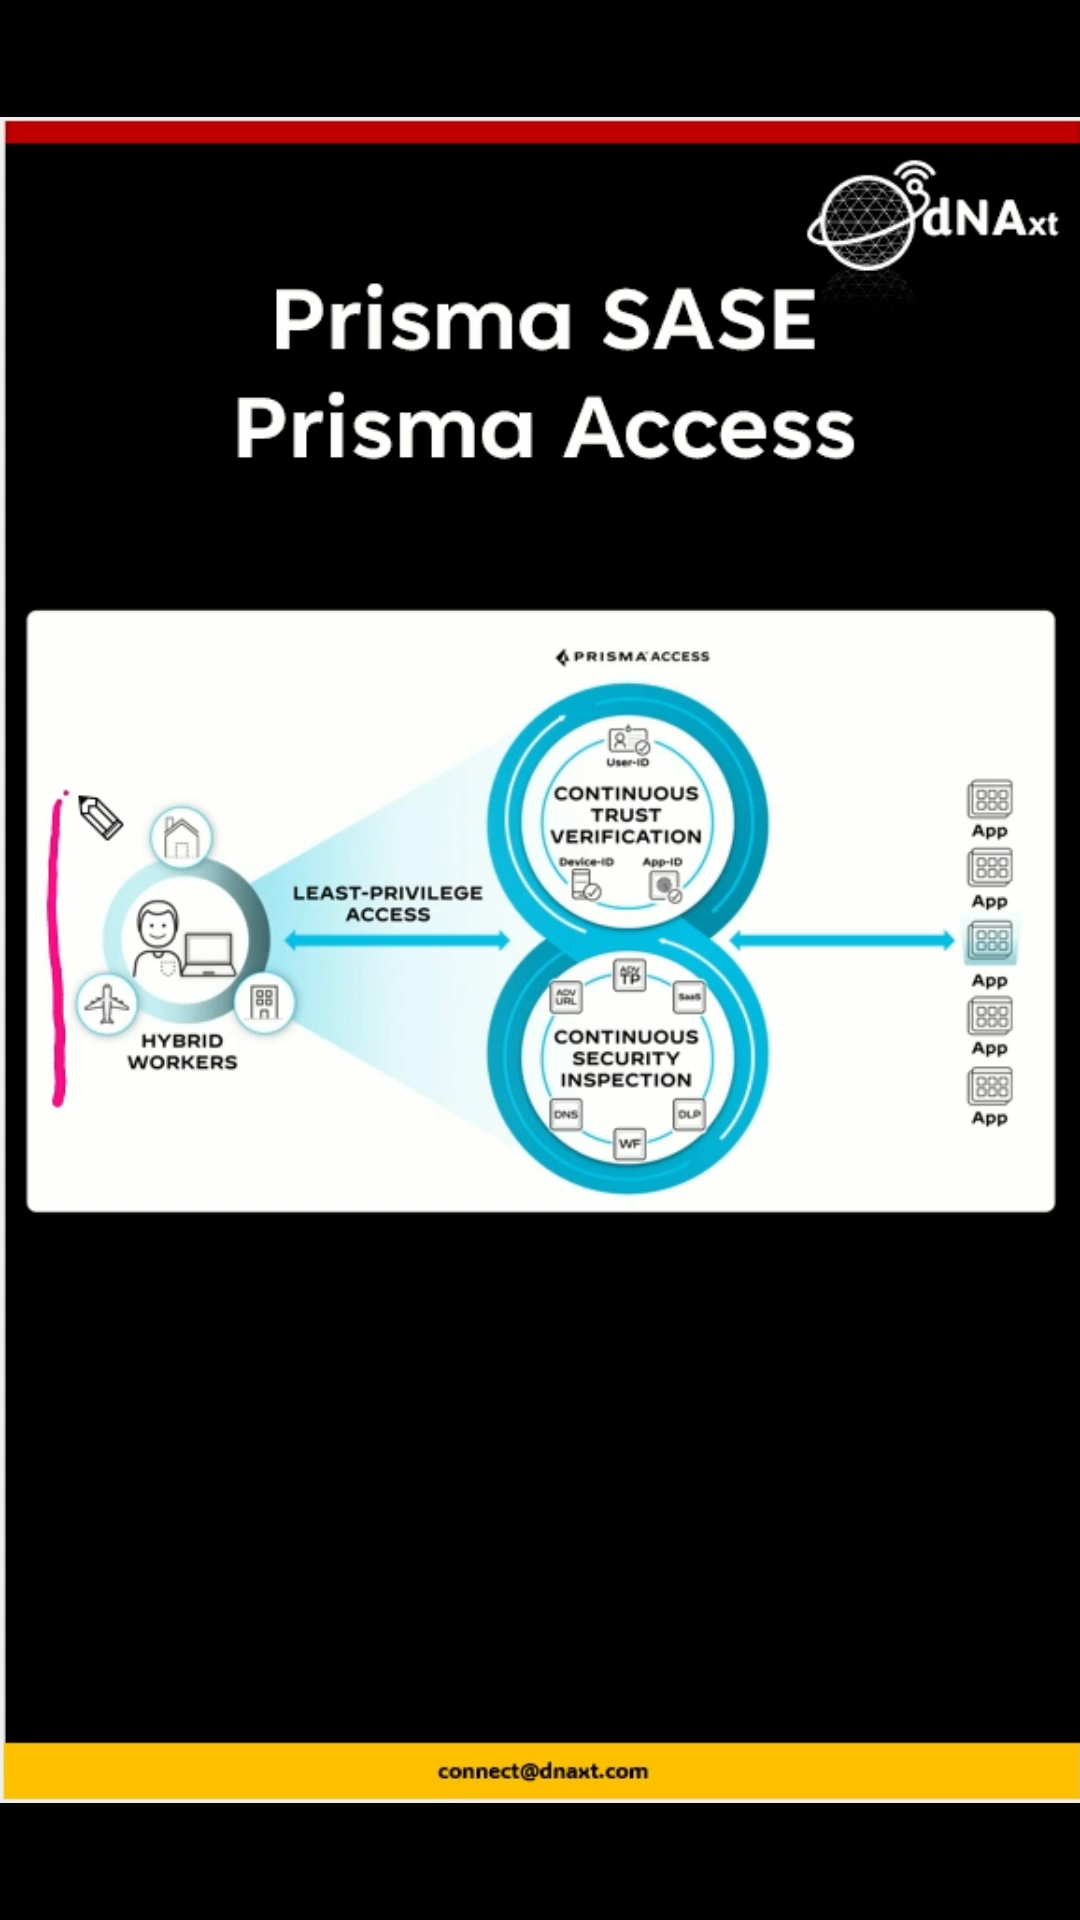 dNAxt
Prisma SASE
Prisma Access
PRISMA ACCESS
User-ID
CONTINUOUS
TRUST
VERIFICATION
Device-ID
App-ID
LEAST-PRIVILEGE
ACCESS
HYBRID
WORKERS
ADV
TP
ADV
URL
SaaS
CONTINUOUS
SECURITY
INSPECTION
DNS
DLP
WF
App
App
App
App
App
connect@dnaxt.com